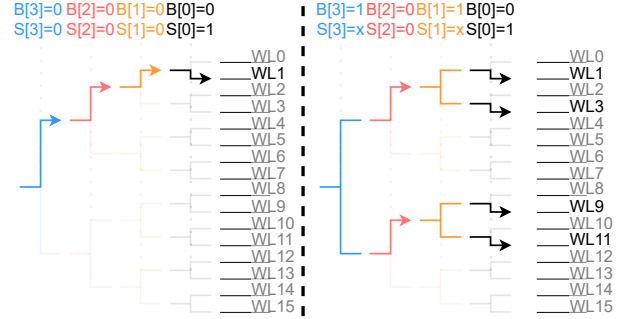 B[3]=0 B[2]=0 B[1]=0 B[0]=0
S[3]=0 S[2]=0 S[1]=0 S[0]=1
WL0
WL1
WL2
WL3
WL4
WL5
WL6
WL7
WL8
WL9
WL10
WL11
WL12
WL13
WL14
WL15
B[3]=1 B[2]=0 B[1]=1 B[0]=0
S[3]=x S[2]=0 S[1]=x S[0]=1
WL0
WL1
WL2
WL3
WL4
WL5
WL6
WL7
WL8
WL9
WL10
WL11
WL12
WL13
WL14
WL15